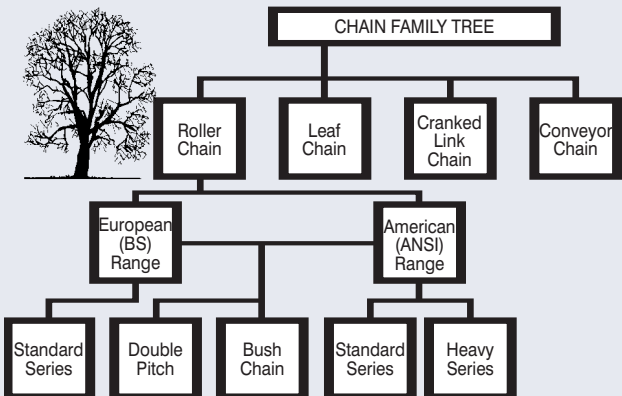 CHAIN FAMILY TREE
Roller
Chain
Leaf
Chain
Cranked
Link
Chain
Conveyor
Chain
European
(BS)
Range
American
(ANSI)
Range
Standard
Series
Double
Pitch
Bush
Chain
Standard
Series
Heavy
Series